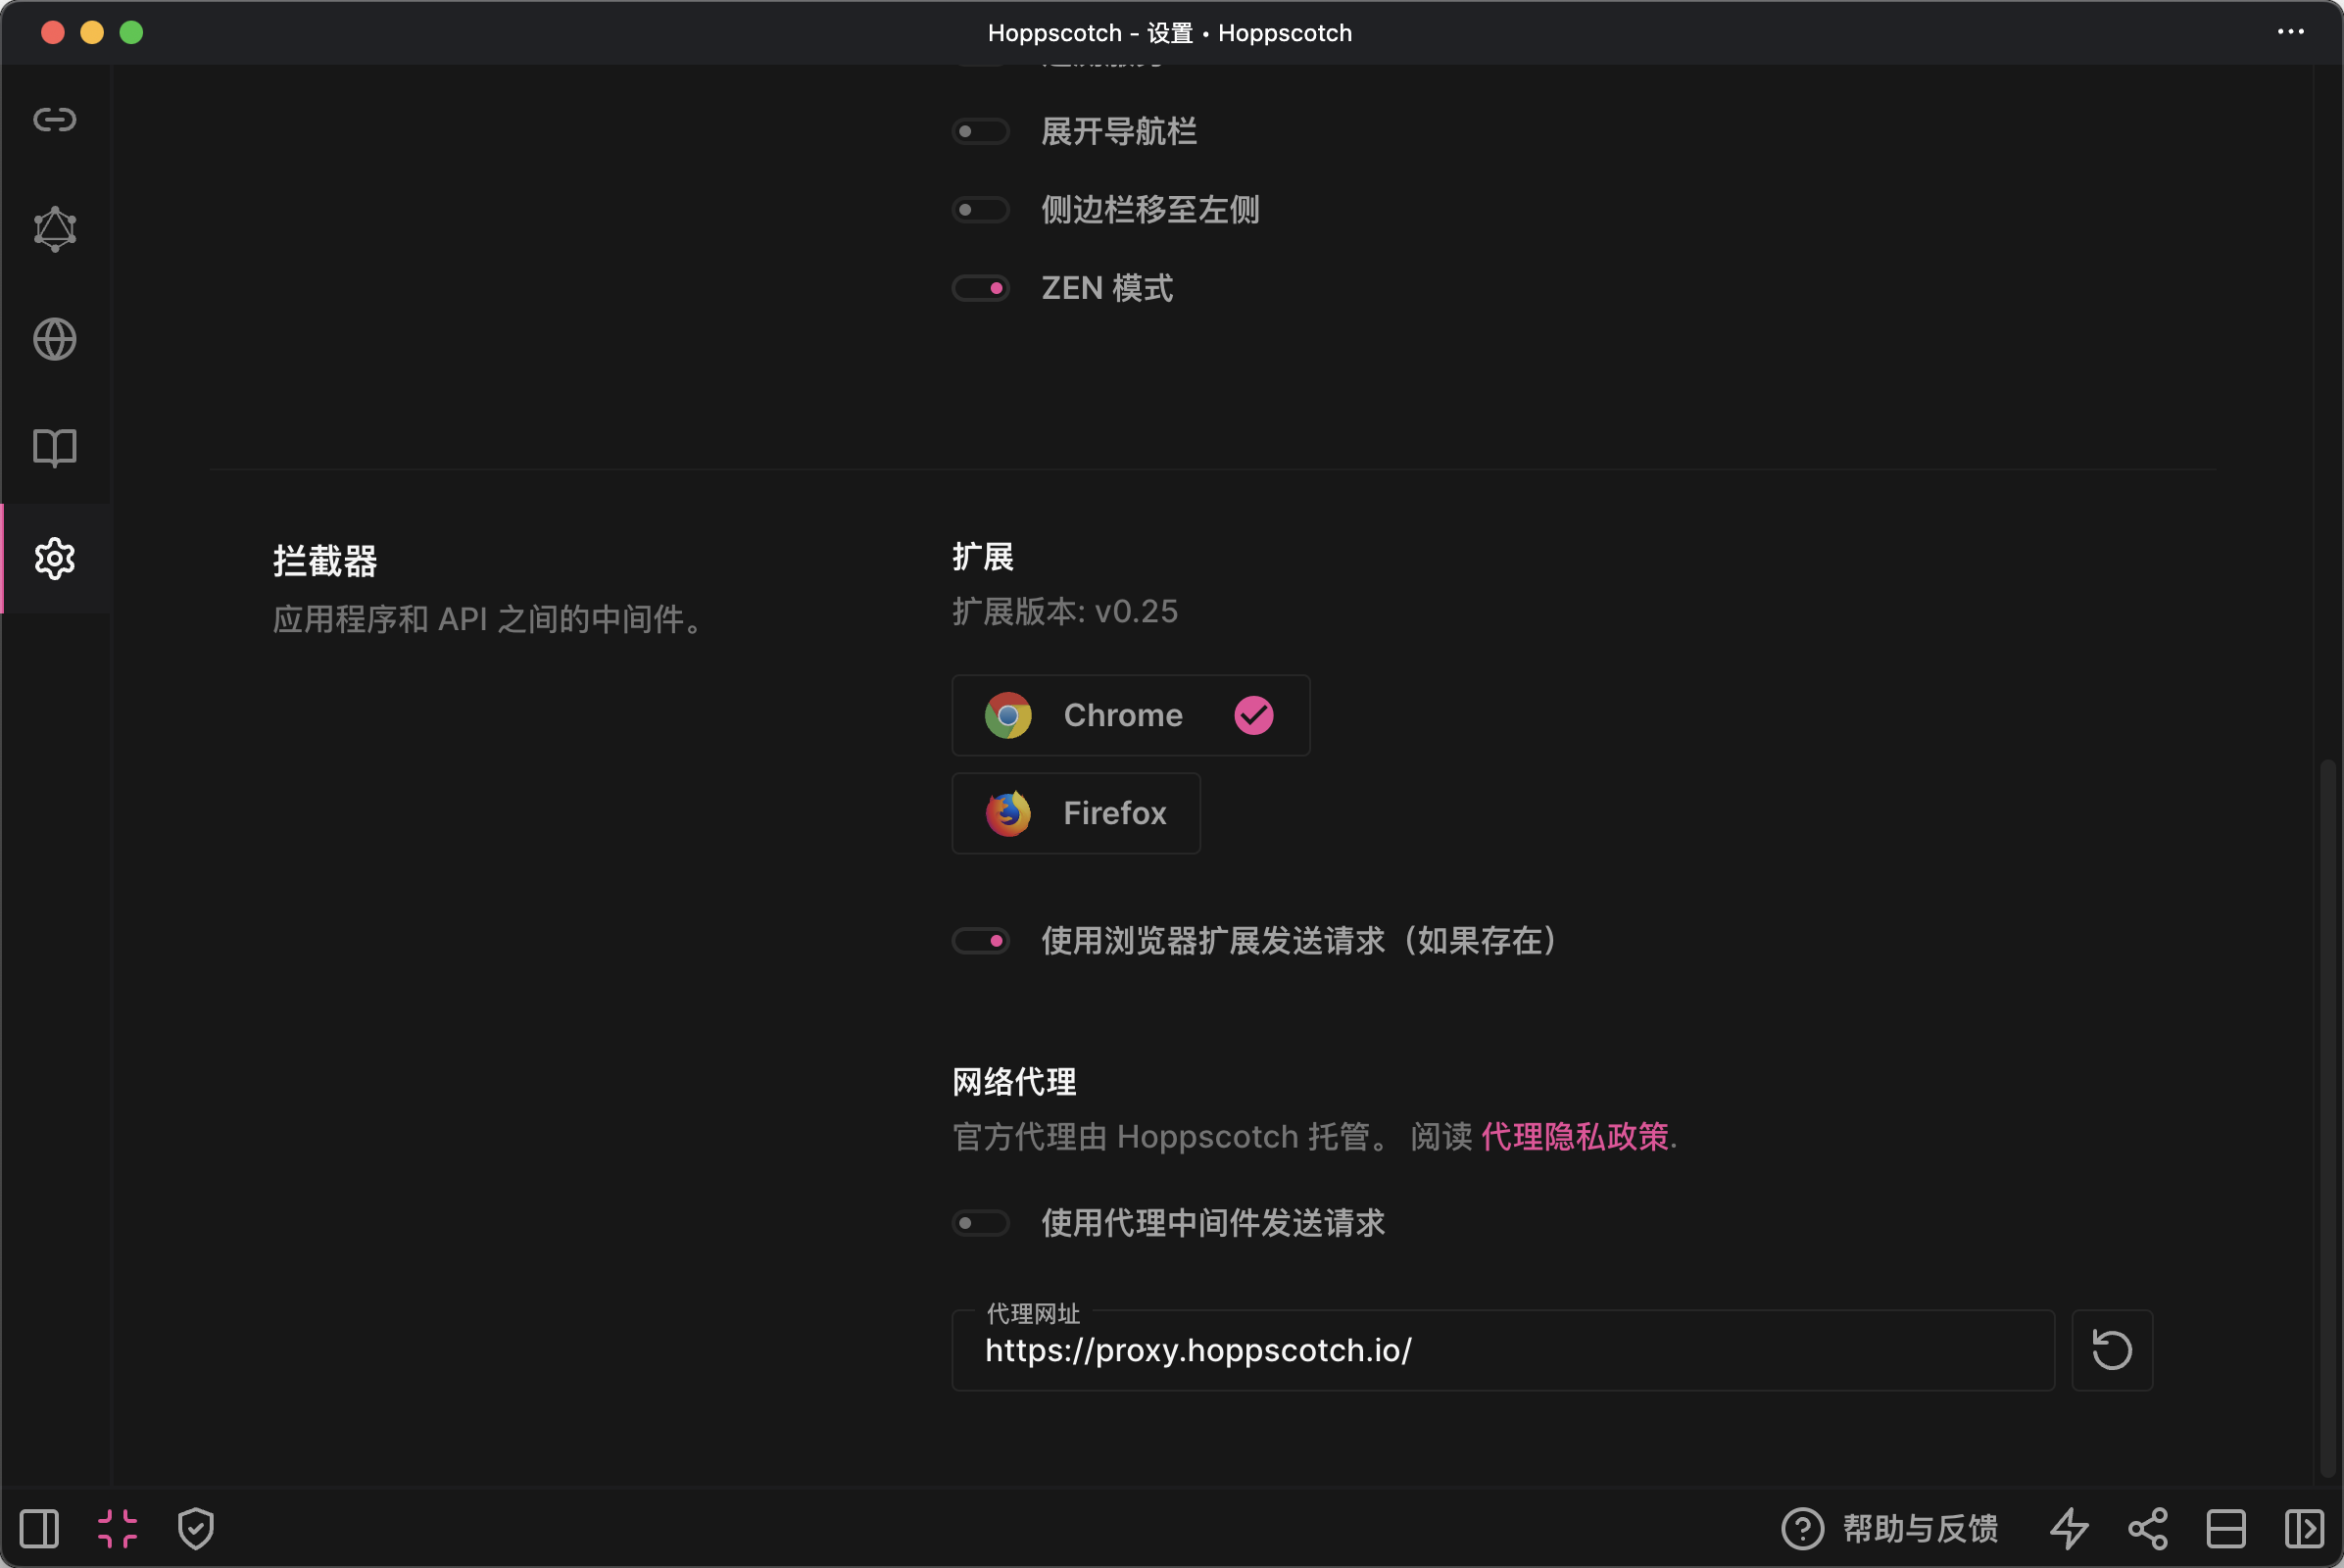 Hoppscotch - 设置 • Hoppscotch
展开导航栏
侧边栏移至左侧
ZEN 模式
拦截器
应用程序和 API 之间的中间件。
扩展
扩展版本: v0.25
Chrome
Firefox
使用浏览器扩展发送请求（如果存在）
网络代理
官方代理由 Hoppscotch 托管。 阅读 代理隐私政策.
使用代理中间件发送请求
代理网址
https://proxy.hoppscotch.io/
帮助与反馈